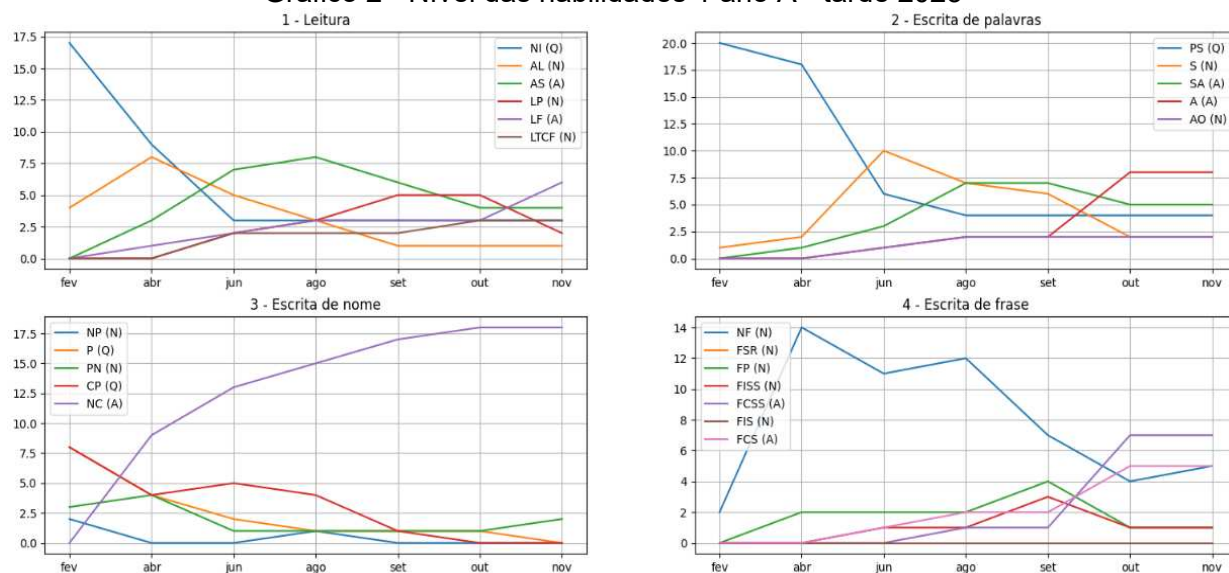 Gráfico - Nível das habilidades ano A - tarde
1 - Leitura
17.5
15.0
12.5
10.0
7.5
5.0
2.5
0.0
NI (Q)
AL (N)
AS (A)
LP (N)
LF (A)
LTCF (N)
fev abr jun ago set out nov
2 - Escrita de palavras
20.0
17.5
15.0
12.5
10.0
7.5
5.0
2.5
0.0
PS (Q)
S (N)
SA (A)
A (A)
AO (N)
fev abr jun ago set out nov
3 - Escrita de nome
17.5
15.0
12.5
10.0
7.5
5.0
2.5
0.0
NP (N)
P (Q)
PN (N)
CP (Q)
NC (A)
fev abr jun ago set out nov
4 - Escrita de frase
14
12
10
8
6
4
2
0
NF (N)
FSR (N)
FP (N)
FISS (N)
FCSS (A)
FIS (N)
FCS (A)
fev abr jun ago set out nov